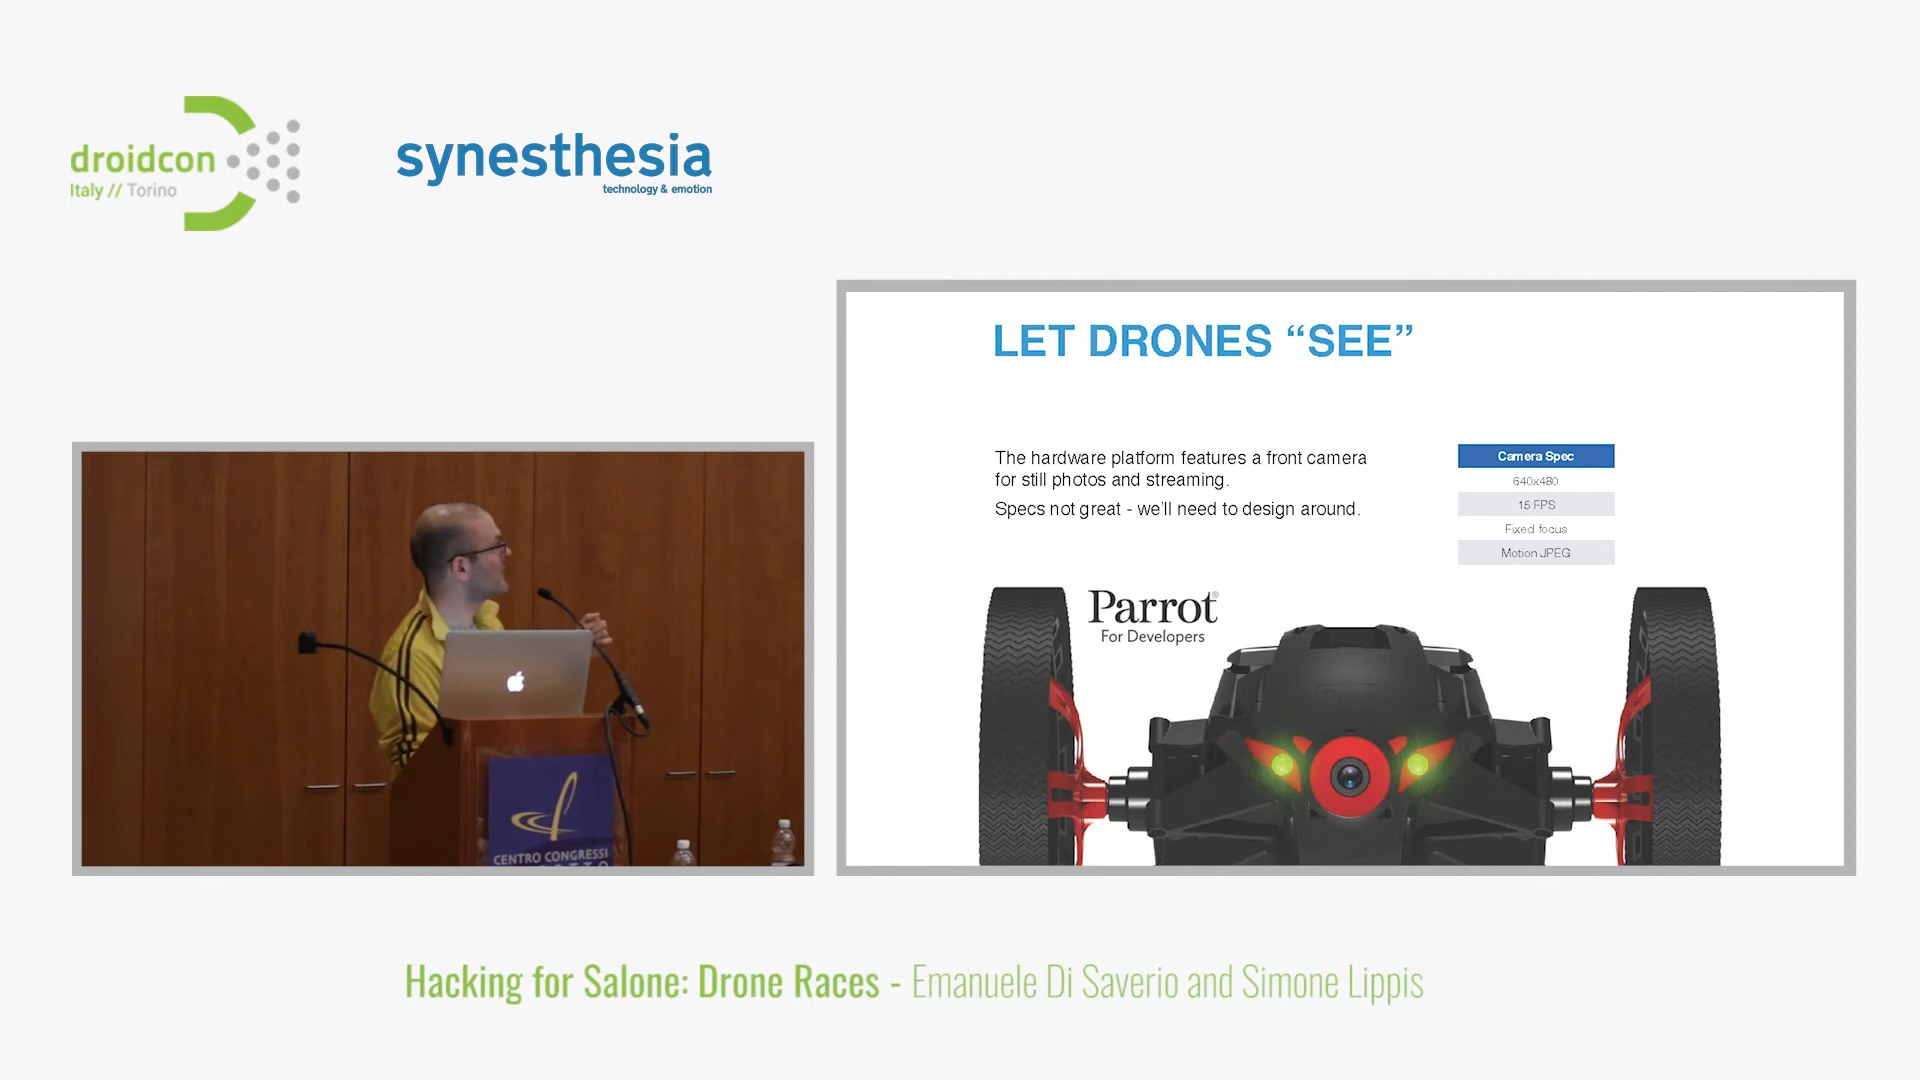 droidcon
Italy // Torino
synesthesia
technology & emotion
LET DRONES “SEE”
The hardware platform features a front camera
for still photos and streaming.
Specs not great - we'll need to design around.
Camera Spec
640x480
15 FPS
Fixed focus
Motion JPEG
Parrot®
For Developers
CENTRO CONGRESSI
Hacking for Salone: Drone Races - Emanuele Di Saverio and Simone Lippis